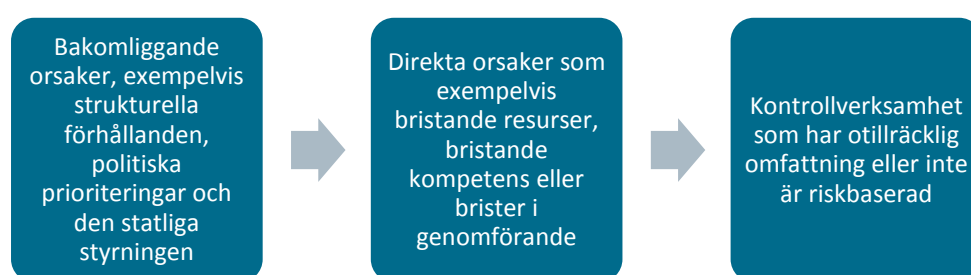 Bakomliggande
orsaker, exempelvis
strukturella
förhållanden,
politiska
prioriteringar och
den statliga
styrningen
Direkta orsaker som
exempelvis
bristande resurser,
bristande
kompetens eller
brister i
genomförande
Kontrollverksamhet
som har otillräcklig
omfattning eller inte
är riskbaserad